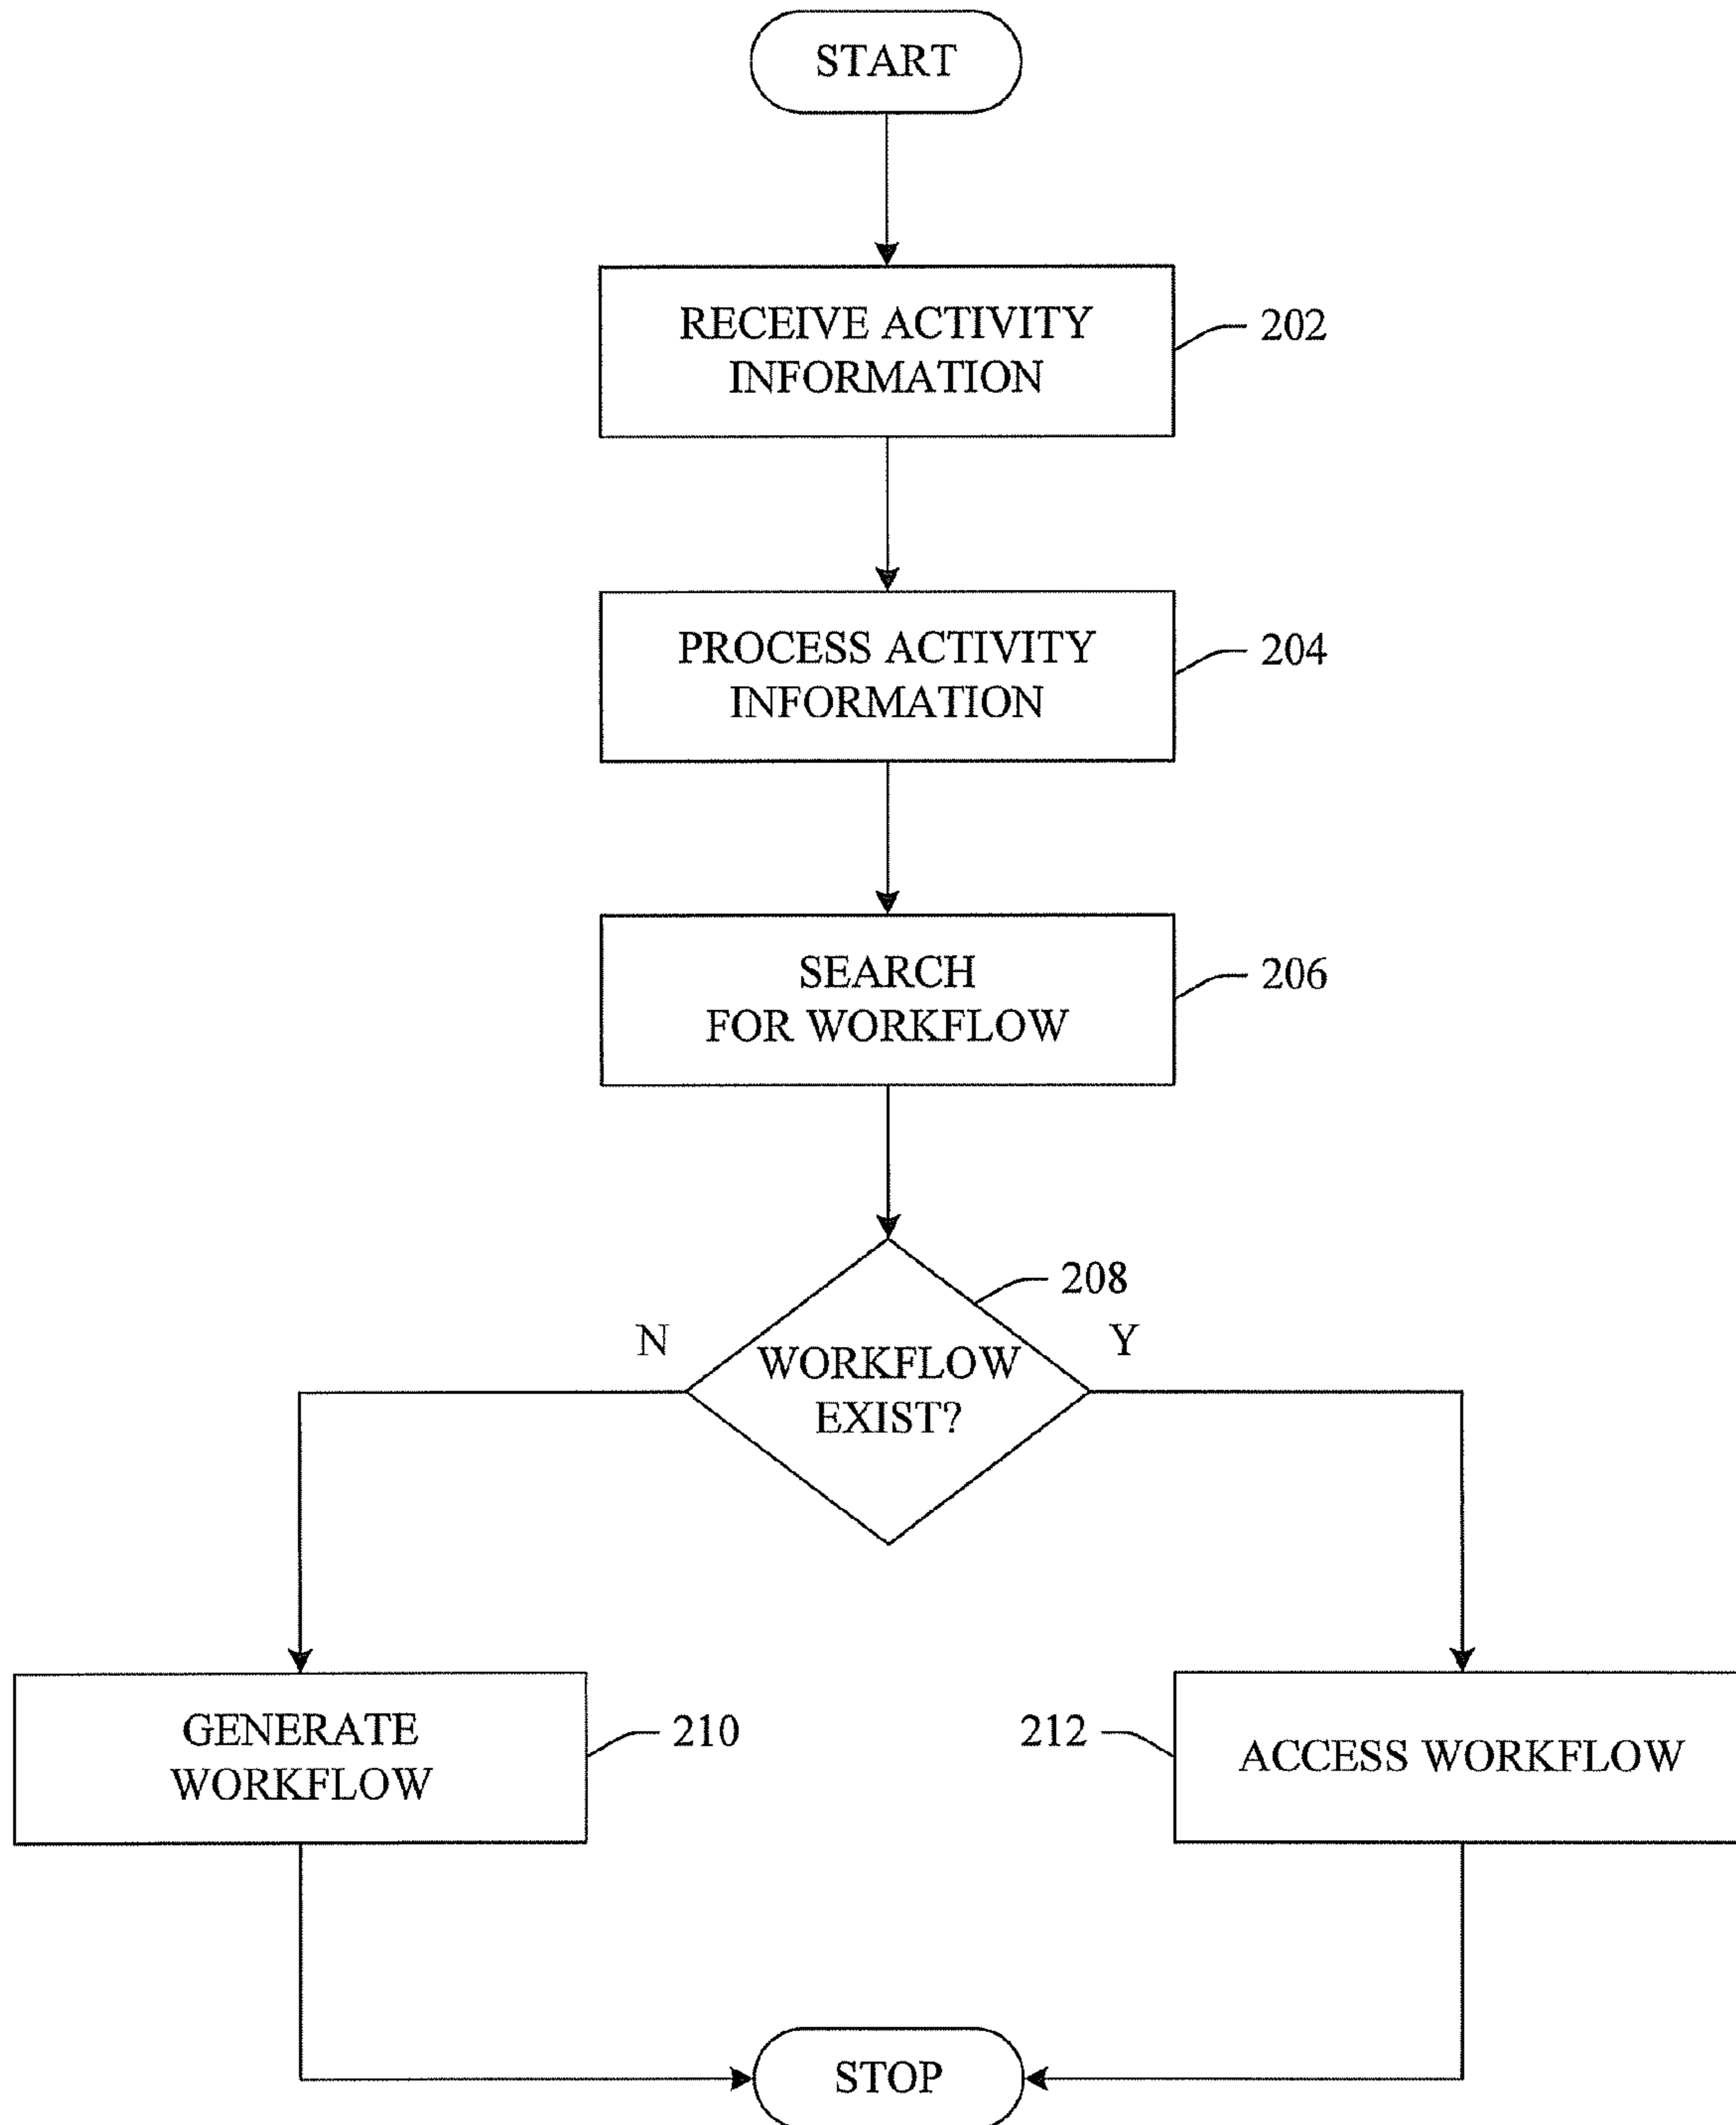 START
RECEIVE ACTIVITY
INFORMATION
202
PROCESS ACTIVITY
INFORMATION
204
SEARCH
FOR WORKFLOW
206
208
N
Y
WORKFLOW
EXIST?
GENERATE
WORKFLOW
210
212
ACCESS WORKFLOW
STOP